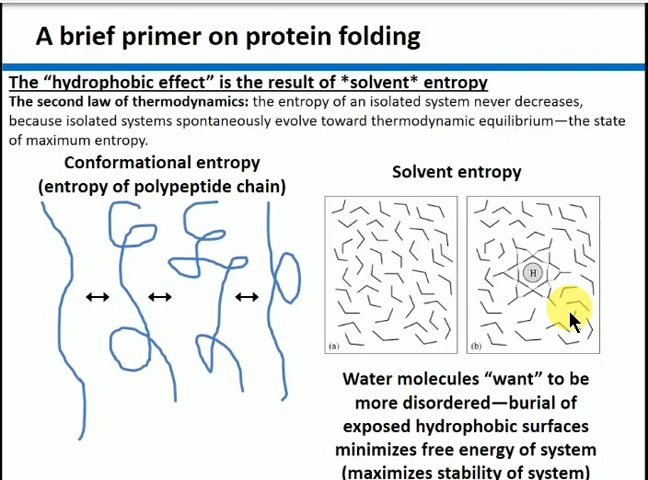 A brief primer on protein folding
The “hydrophobic effect” is the result of *solvent* entropy
The second law of thermodynamics: the entropy of an isolated system never decreases,
because isolated systems spontaneously evolve toward thermodynamic equilibrium—the state
of maximum entropy.
Conformational entropy
(entropy of polypeptide chain)
Solvent entropy
H
(a)
(b)
Water molecules “want” to be
more disordered—burial of
exposed hydrophobic surfaces
minimizes free energy of system
(maximizes stability of system)